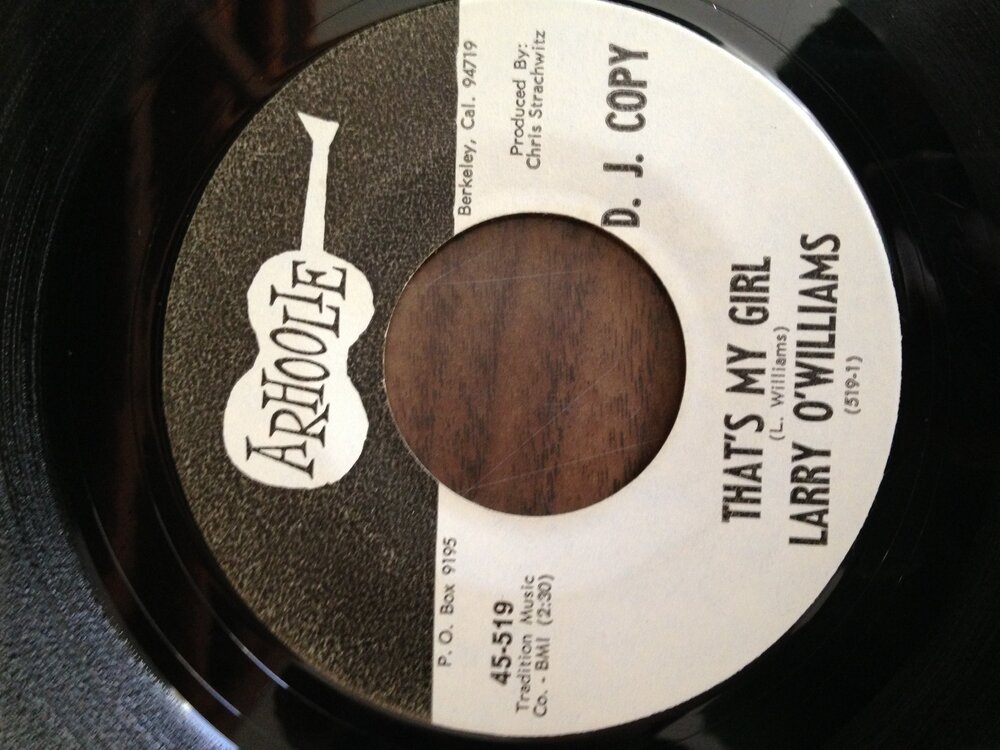 ARHOOLIE
P. O. Box 9195
Berkeley, Cal. 94719
45-519
Tradition Music
Co. - BMI (2:30)
Produced By:
Chris Strachwitz
D. J. COPY
THAT'S MY GIRL
(L. Williams)
LARRY O'WILLIAMS
(519-1)